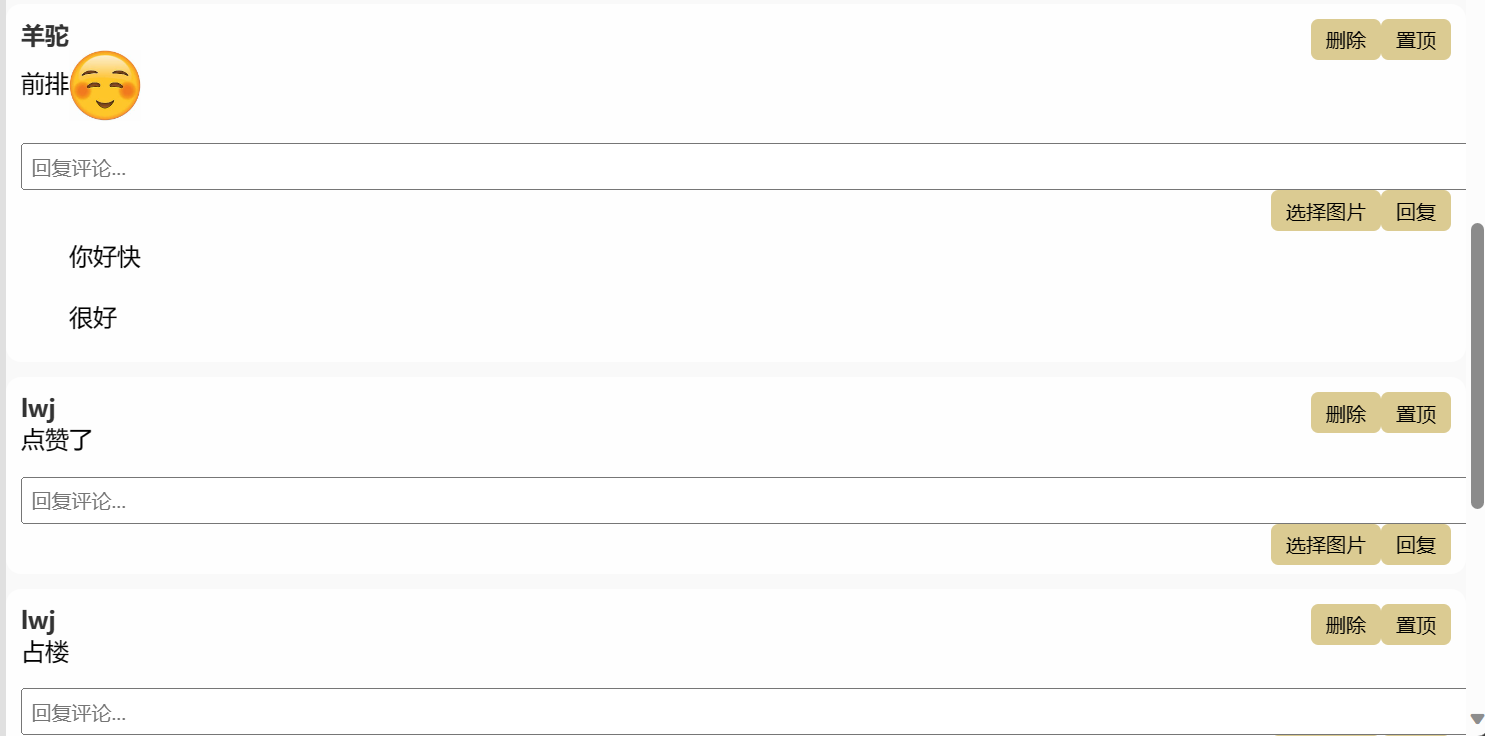 羊驼
删除 置顶
前排
回复评论...
选择图片 回复
你好快
很好
lwj
删除 置顶
点赞了
回复评论...
选择图片 回复
lwj
删除 置顶
占楼
回复评论...